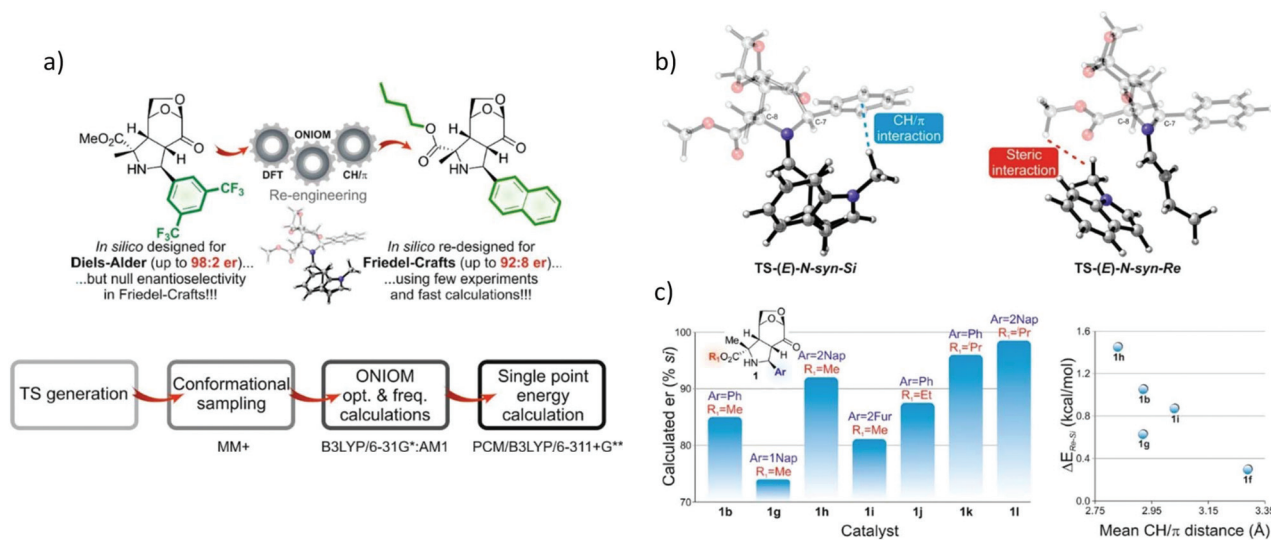 a)
MeO₂C
O
O
O
NH
CF₃
F₃C
ONIOM
DFT
CH/π
Re-engineering
O
O
O
O
O
NH
In silico designed for
Diels-Alder (up to 98:2 er)...
...but null enantioselectivity
in Friedel-Crafts!!!
In silico re-designed for
Friedel-Crafts (up to 92:8 er)...
...using few experiments
and fast calculations!!!
TS generation
Conformational
sampling
ONIOM
opt. & freq.
calculations
Single point
energy
calculation
MM+
B3LYP/6-31G*:AM1
PCM/B3LYP/6-311+G**
b)
C-8
C-7
CH/π
interaction
TS-(E)-N-syn-Si
C-8
C-7
Steric
interaction
TS-(E)-N-syn-Re
c)
Calculated er (% si)
100
90
80
70
O
O
Me
O
R₁O₂C
HN
Ar
1
Ar=Ph
R₁=Me
Ar=1Nap
R₁=Me
Ar=2Nap
R₁=Me
Ar=2Fur
R₁=Me
Ar=Ph
R₁=Et
Ar=Ph
R₁=ⁱPr
Ar=2Nap
R₁=ⁱPr
1b 1g 1h 1i 1j 1k 1l
Catalyst
ΔE Re-Si (kcal/mol)
1.6
1.2
0.8
0.4
0.0
1h
1b
1i
1g
1f
2.75 2.95 3.15 3.35
Mean CH/π distance (Å)